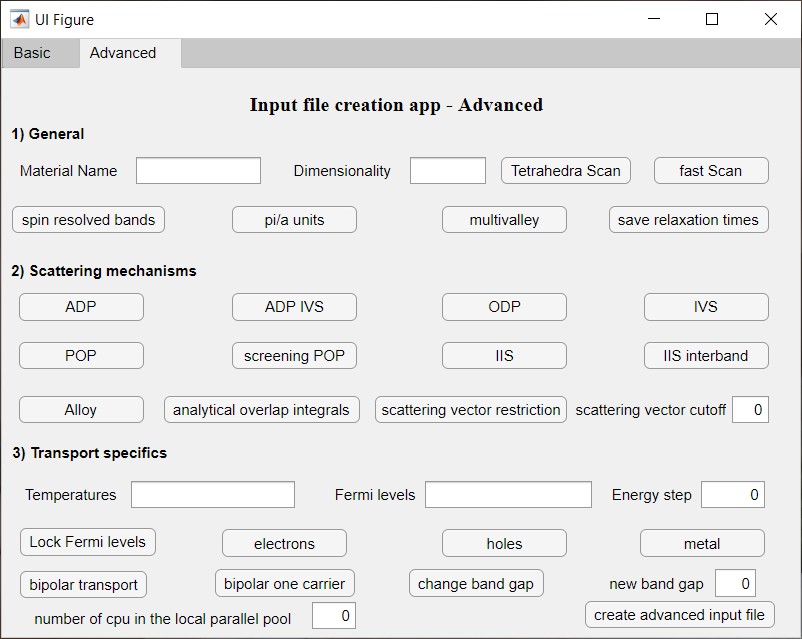 UI Figure
Basic Advanced
Input file creation app - Advanced
1) General
Material Name Dimensionality Tetrahedra Scan fast Scan
spin resolved bands pi/a units multivalley save relaxation times
2) Scattering mechanisms
ADP ADP IVS ODP IVS
POP screening POP IIS IIS interband
Alloy analytical overlap integrals scattering vector restriction scattering vector cutoff 0
3) Transport specifics
Temperatures Fermi levels Energy step 0
Lock Fermi levels electrons holes metal
bipolar transport bipolar one carrier change band gap new band gap 0
number of cpu in the local parallel pool 0 create advanced input file